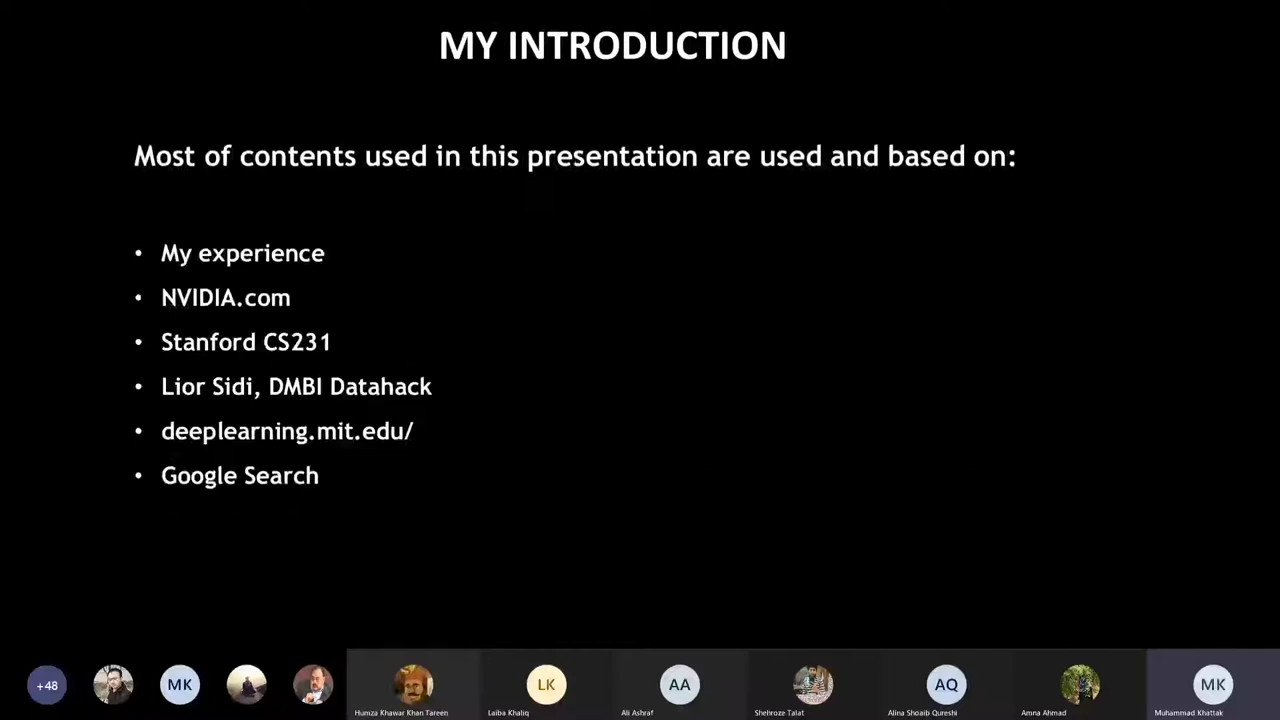 MY INTRODUCTION
Most of contents used in this presentation are used and based on:
• My experience
• NVIDIA.com
• Stanford CS231
• Lior Sidi, DMBI Datahack
• deeplearning.mit.edu/
• Google Search
+48
MK
LK
AA
AQ
MK
Humza Khawar Khan Tareen
Laiba Khaliq
Ali Ashraf
Shehroze Talat
Alina Shoaib Qureshi
Amna Ahmad
Muhammad Khattak